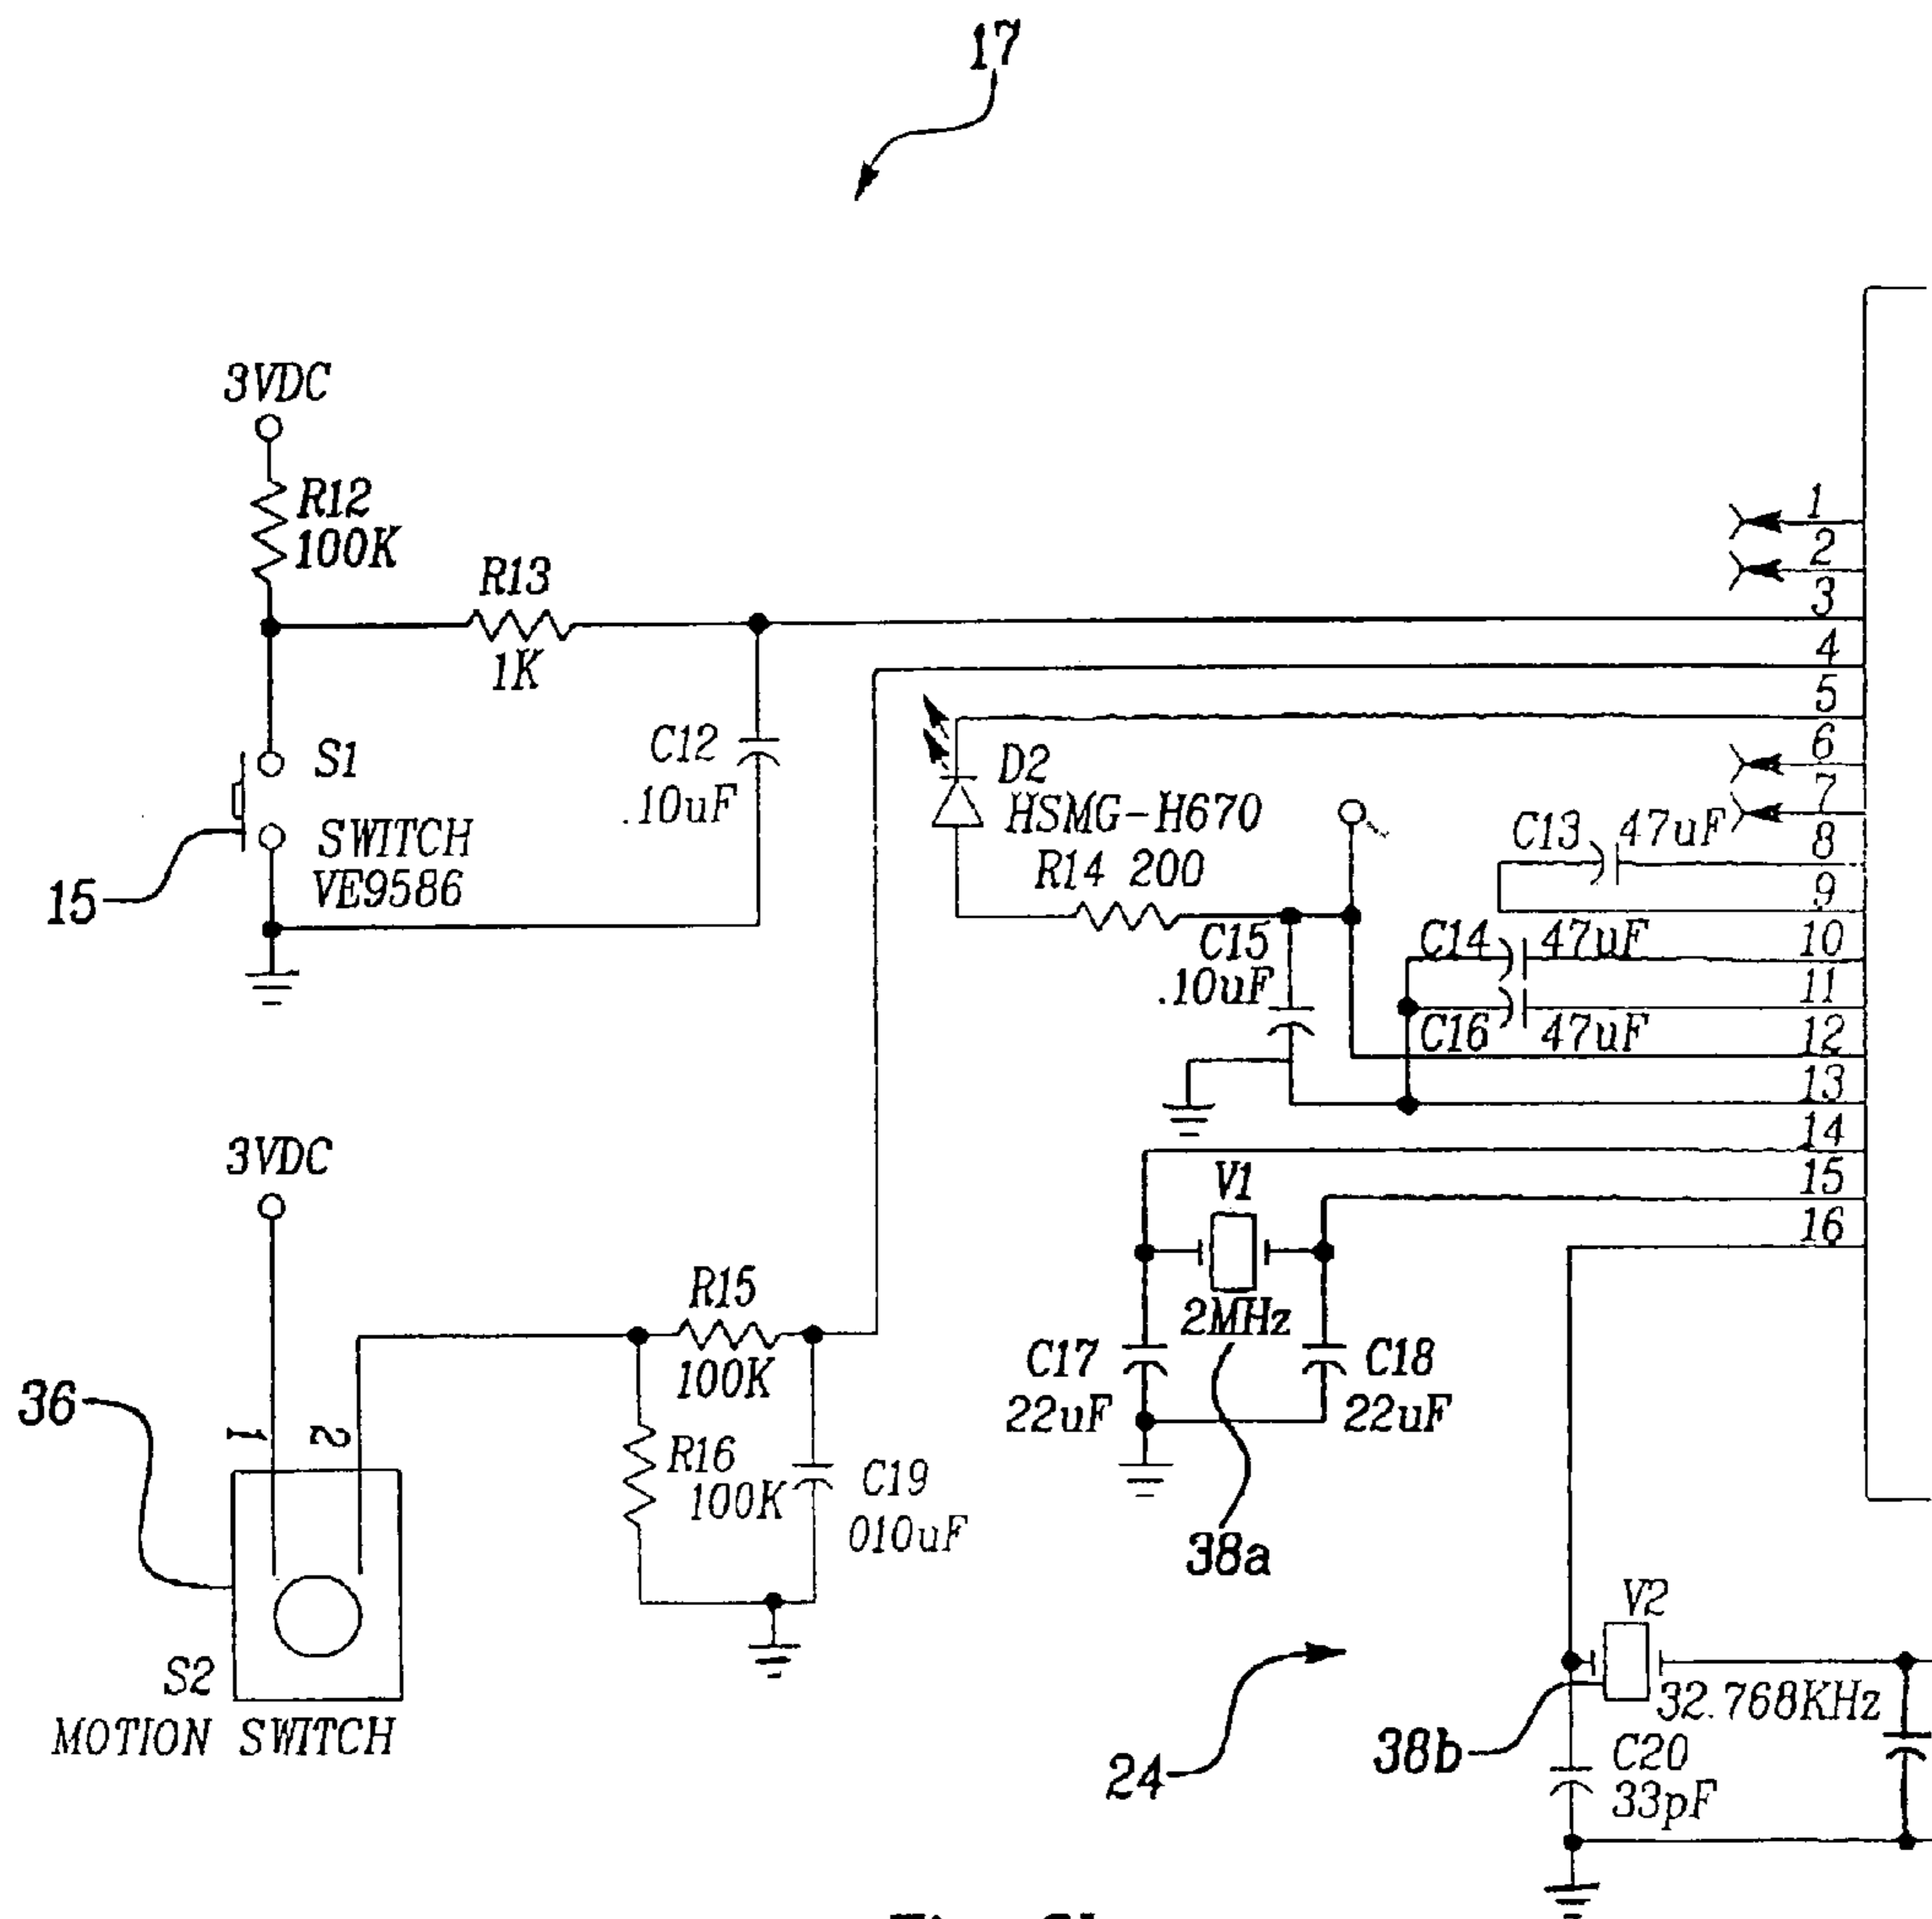 17
3VDC
R12
100K
R13
1K
C12
.10uF
S1
SWITCH
VE9586
15
D2
HSMG-H670
R14 200
C15
.10uF
C13 47uF
C14 47uF
C16 47uF
1
2
3
4
5
6
7
8
9
10
11
12
13
14
15
16
3VDC
R15
100K
R16
100K
C19
010uF
1
2
36
S2
MOTION SWITCH
V1
2MHz
C17
22uF
C18
22uF
38a
24
V2
32.768KHz
38b
C20
33pF